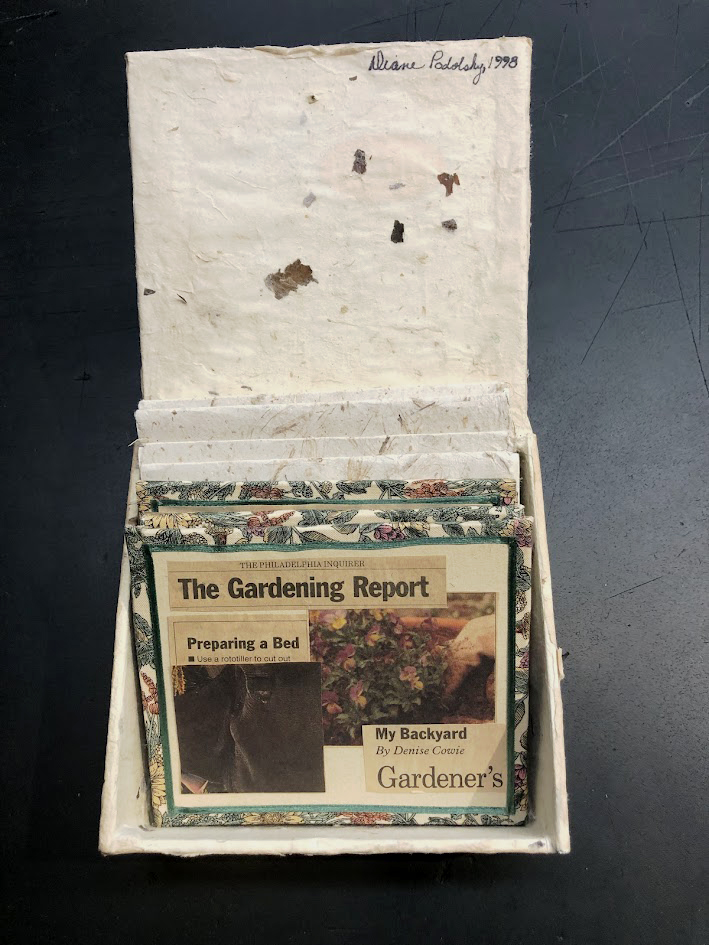 Diane Podolsky, 1998
THE PHILADELPHIA INQUIRER
The Gardening Report
Preparing a Bed
■ Use a rototiller to cut out
My Backyard
By Denise Cowie
Gardener's